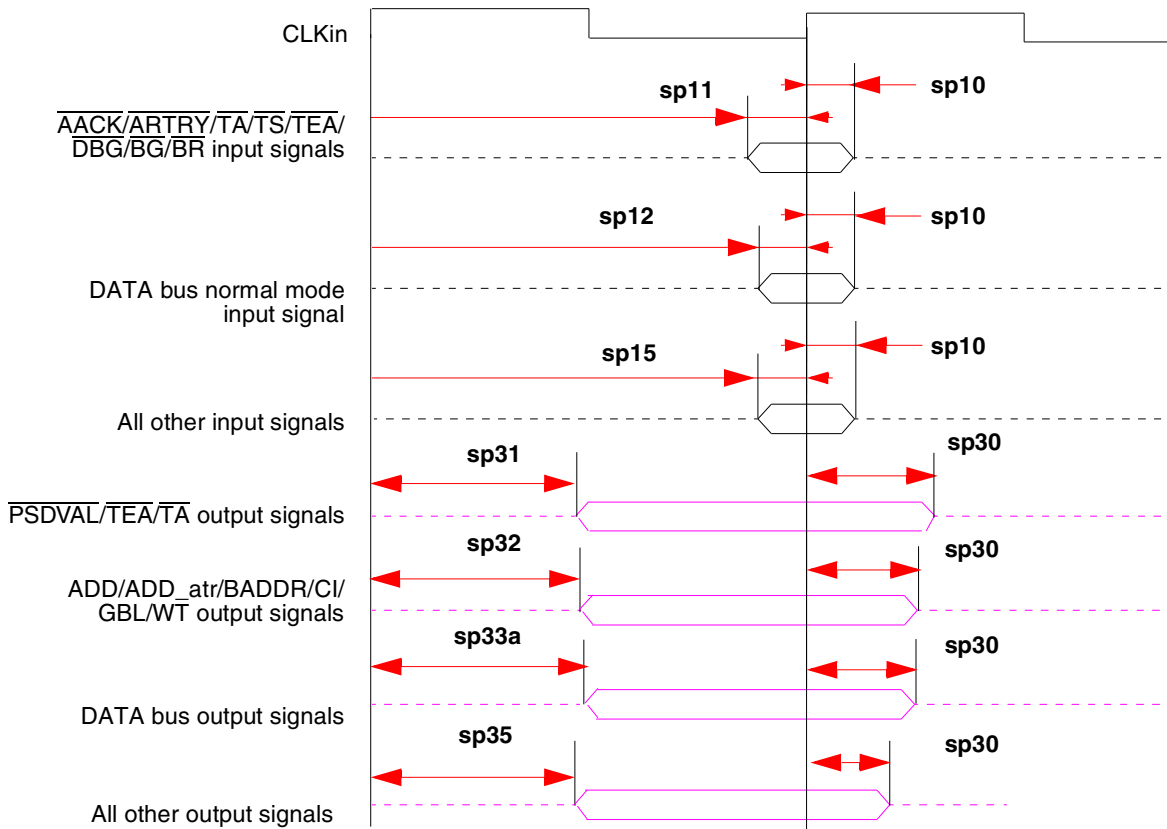 CLKin
sp11
sp10
AACK/ARTRY/TA/TS/TEA/
DBG/BG/BR input signals
sp12
sp10
DATA bus normal mode
input signal
sp15
sp10
All other input signals
sp31
sp30
PSDVAL/TEA/TA output signals
sp32
sp30
ADD/ADD_atr/BADDR/CI/
GBL/WT output signals
sp33a
sp30
DATA bus output signals
sp35
sp30
All other output signals